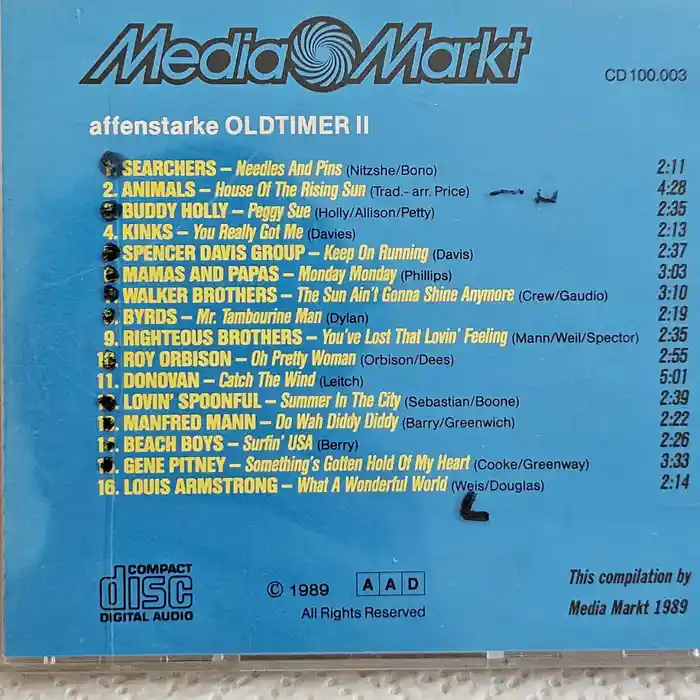 Media Markt
CD 100.003
affenstarke OLDTIMER II
1. SEARCHERS – Needles And Pins (Nitzshe/Bono) 2:11
2. ANIMALS – House Of The Rising Sun (Trad.- arr. Price) 4:28
3. BUDDY HOLLY – Peggy Sue (Holly/Allison/Petty) 2:35
4. KINKS – You Really Got Me (Davies) 2:13
SPENCER DAVIS GROUP – Keep On Running (Davis) 2:37
MAMAS AND PAPAS – Monday Monday (Phillips) 3:03
WALKER BROTHERS – The Sun Ain't Gonna Shine Anymore (Crew/Gaudio) 3:10
BYRDS – Mr. Tambourine Man (Dylan) 2:19
9. RIGHTEOUS BROTHERS – You've Lost That Lovin' Feeling (Mann/Weil/Spector) 2:35
10. ROY ORBISON – Oh Pretty Woman (Orbison/Dees) 2:55
11. DONOVAN – Catch The Wind (Leitch) 5:01
LOVIN' SPOONFUL – Summer In The City (Sebastian/Boone) 2:39
MANFRED MANN – Do Wah Diddy Diddy (Barry/Greenwich) 2:22
14. BEACH BOYS – Surfin' USA (Berry) 2:26
GENE PITNEY – Something's Gotten Hold Of My Heart (Cooke/Greenway) 3:33
16. LOUIS ARMSTRONG – What A Wonderful World (Weis/Douglas) 2:14
COMPACT
disc
DIGITAL AUDIO
© 1989
AAD
All Rights Reserved
This compilation by
Media Markt 1989